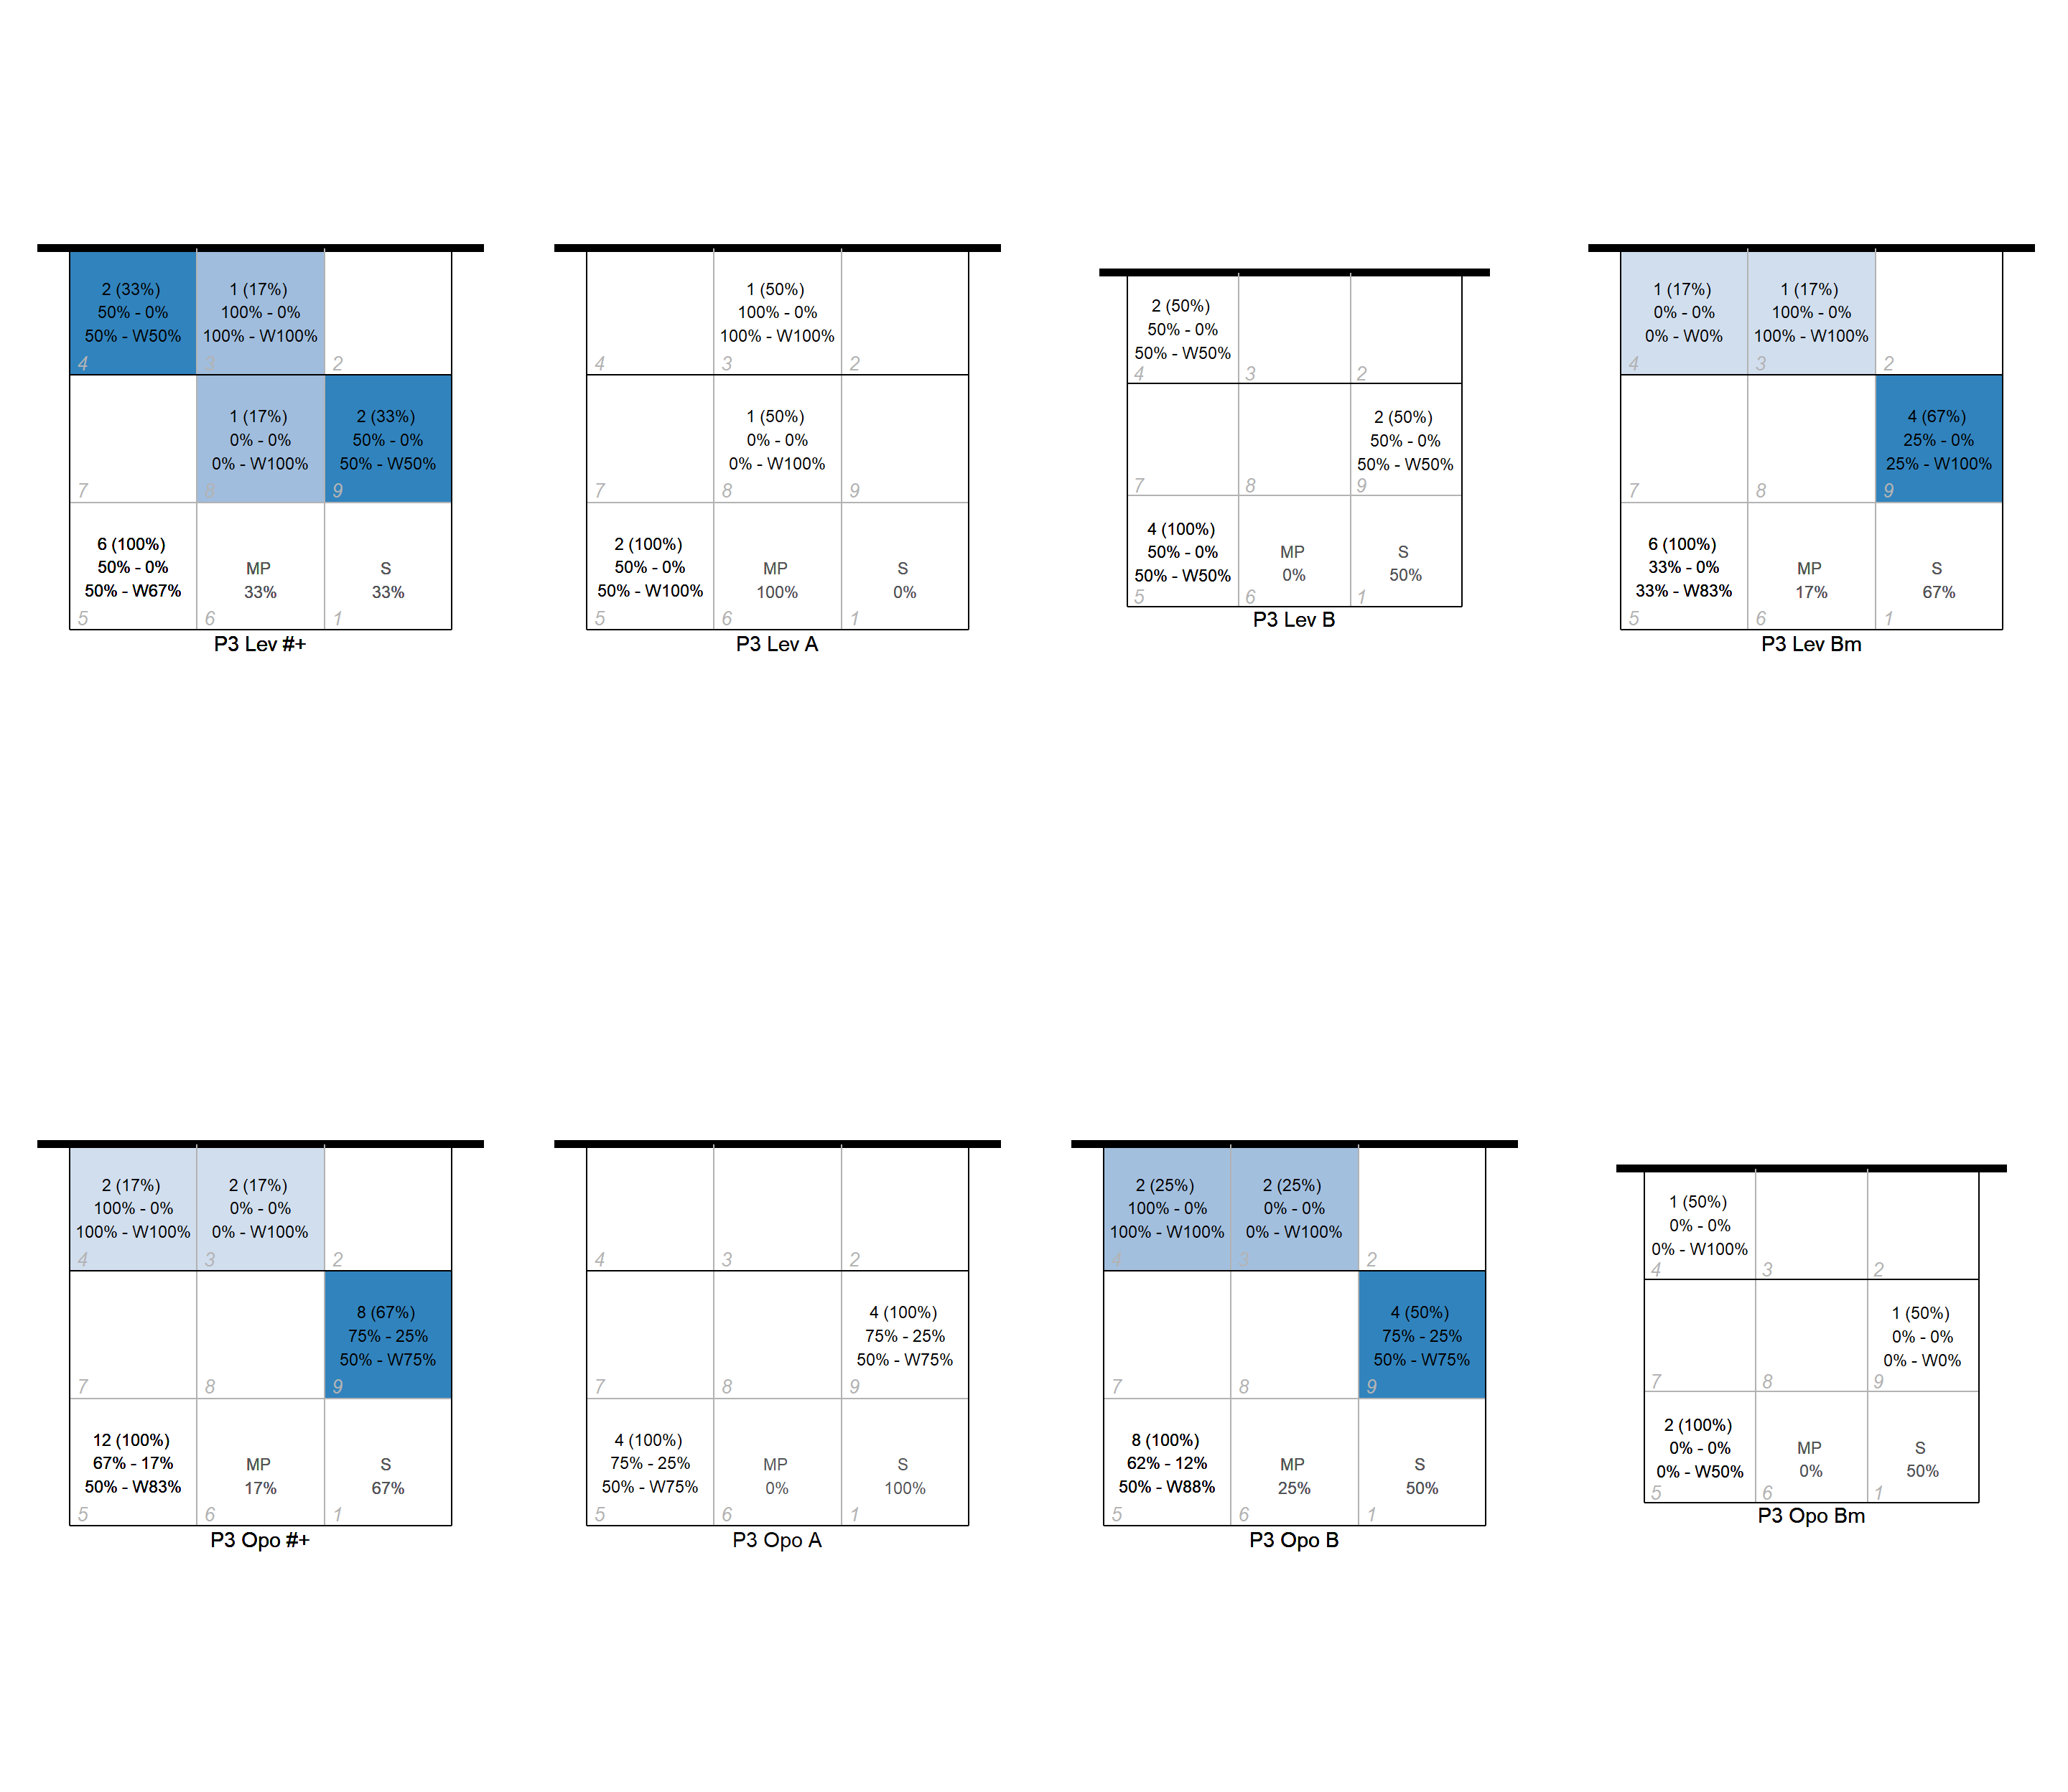 2 (33%)
50% - 0%
50% - W50%
4
1 (17%)
100% - 0%
100% - W100%
3
2
7
1 (17%)
0% - 0%
0% - W100%
8
2 (33%)
50% - 0%
50% - W50%
9
6 (100%)
50% - 0%
50% - W67%
5
MP
33%
6
S
33%
1
P3 Lev #+
4
1 (50%)
100% - 0%
100% - W100%
3
2
7
1 (50%)
0% - 0%
0% - W100%
8
9
2 (100%)
50% - 0%
50% - W100%
5
MP
100%
6
S
0%
1
P3 Lev A
2 (50%)
50% - 0%
50% - W50%
4
3
2
7
8
2 (50%)
50% - 0%
50% - W50%
9
4 (100%)
50% - 0%
50% - W50%
5
MP
0%
6
S
50%
1
P3 Lev B
1 (17%)
0% - 0%
0% - W0%
4
1 (17%)
100% - 0%
100% - W100%
3
2
7
8
4 (67%)
25% - 0%
25% - W100%
9
6 (100%)
33% - 0%
33% - W83%
5
MP
17%
6
S
67%
1
P3 Lev Bm
2 (17%)
100% - 0%
100% - W100%
4
2 (17%)
0% - 0%
0% - W100%
3
2
7
8
8 (67%)
75% - 25%
50% - W75%
9
12 (100%)
67% - 17%
50% - W83%
5
MP
17%
6
S
67%
1
P3 Opo #+
4
3
2
7
8
4 (100%)
75% - 25%
50% - W75%
9
4 (100%)
75% - 25%
50% - W75%
5
MP
0%
6
S
100%
1
P3 Opo A
2 (25%)
100% - 0%
100% - W100%
4
2 (25%)
0% - 0%
0% - W100%
3
2
7
8
4 (50%)
75% - 25%
50% - W75%
9
8 (100%)
62% - 12%
50% - W88%
5
MP
25%
6
S
50%
1
P3 Opo B
1 (50%)
0% - 0%
0% - W100%
4
3
2
7
8
1 (50%)
0% - 0%
0% - W0%
9
2 (100%)
0% - 0%
0% - W50%
5
MP
0%
6
S
50%
1
P3 Opo Bm